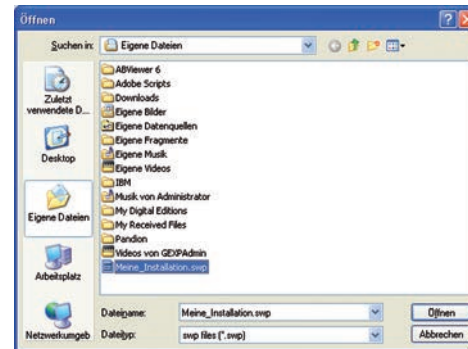 Öffnen
Suchen in:
Eigene Dateien
Zuletzt
verwendete D...
Desktop
Eigene Dateien
Arbeitsplatz
Netzwerkumgeb
ABViewer 6
Adobe Scripts
Downloads
Eigene Bilder
Eigene Datenquellen
Eigene Fragmente
Eigene Musik
Eigene Videos
IBM
Musik von Administrator
My Digital Editions
My Received Files
Pandion
Videos von GEXPAdmin
Meine_Installation.swp
Dateiname:
Meine_Installation.swp
Öffnen
Dateityp:
swp files (*.swp)
Abbrechen